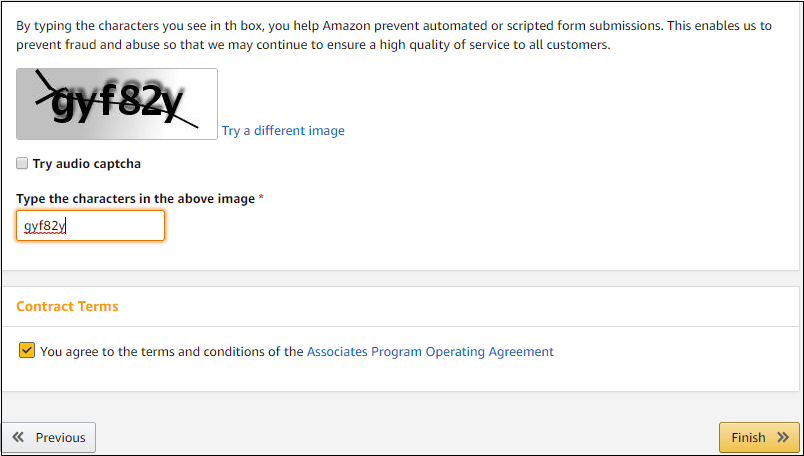 By typing the characters you see in th box, you help Amazon prevent automated or scripted form submissions. This enables us to
prevent fraud and abuse so that we may continue to ensure a high quality of service to all customers.
gyf82y
Try a different image
Try audio captcha
Type the characters in the above image *
gyf82y
Contract Terms
You agree to the terms and conditions of the Associates Program Operating Agreement
« Previous
Finish »